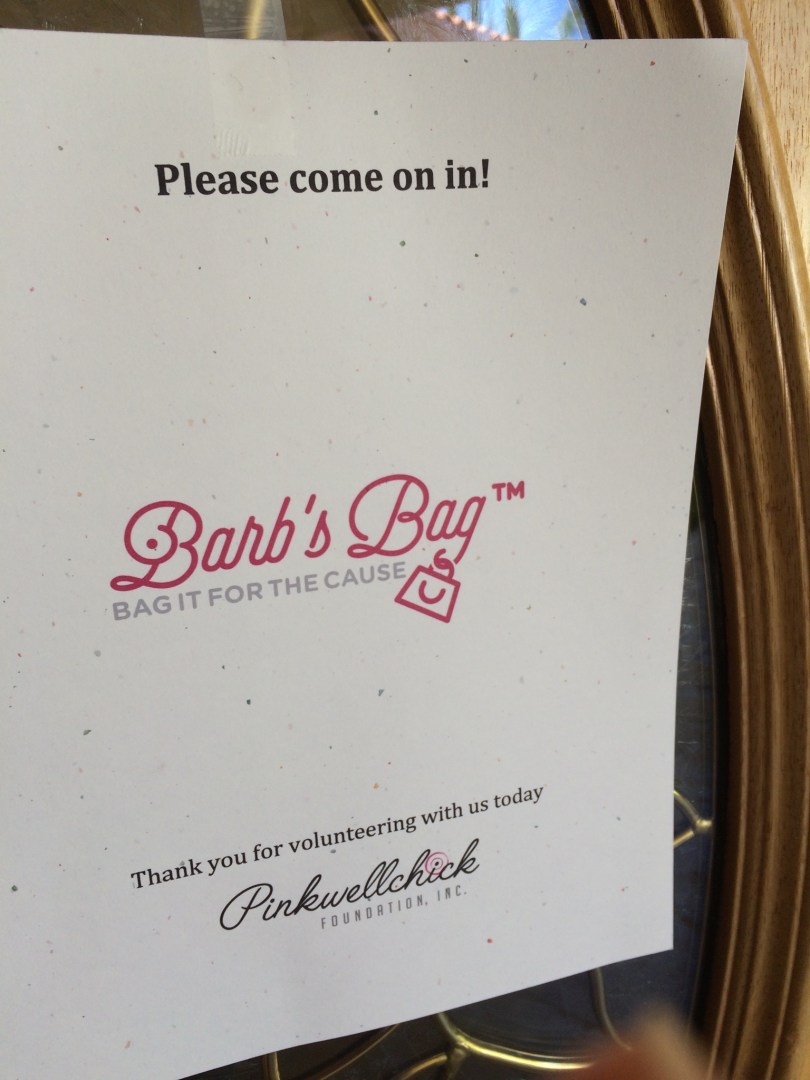 Please come on in!
Barb's Bag™
BAG IT FOR THE CAUSE
Thank you for volunteering with us today
Pinkwellchick
FOUNDATION, INC.